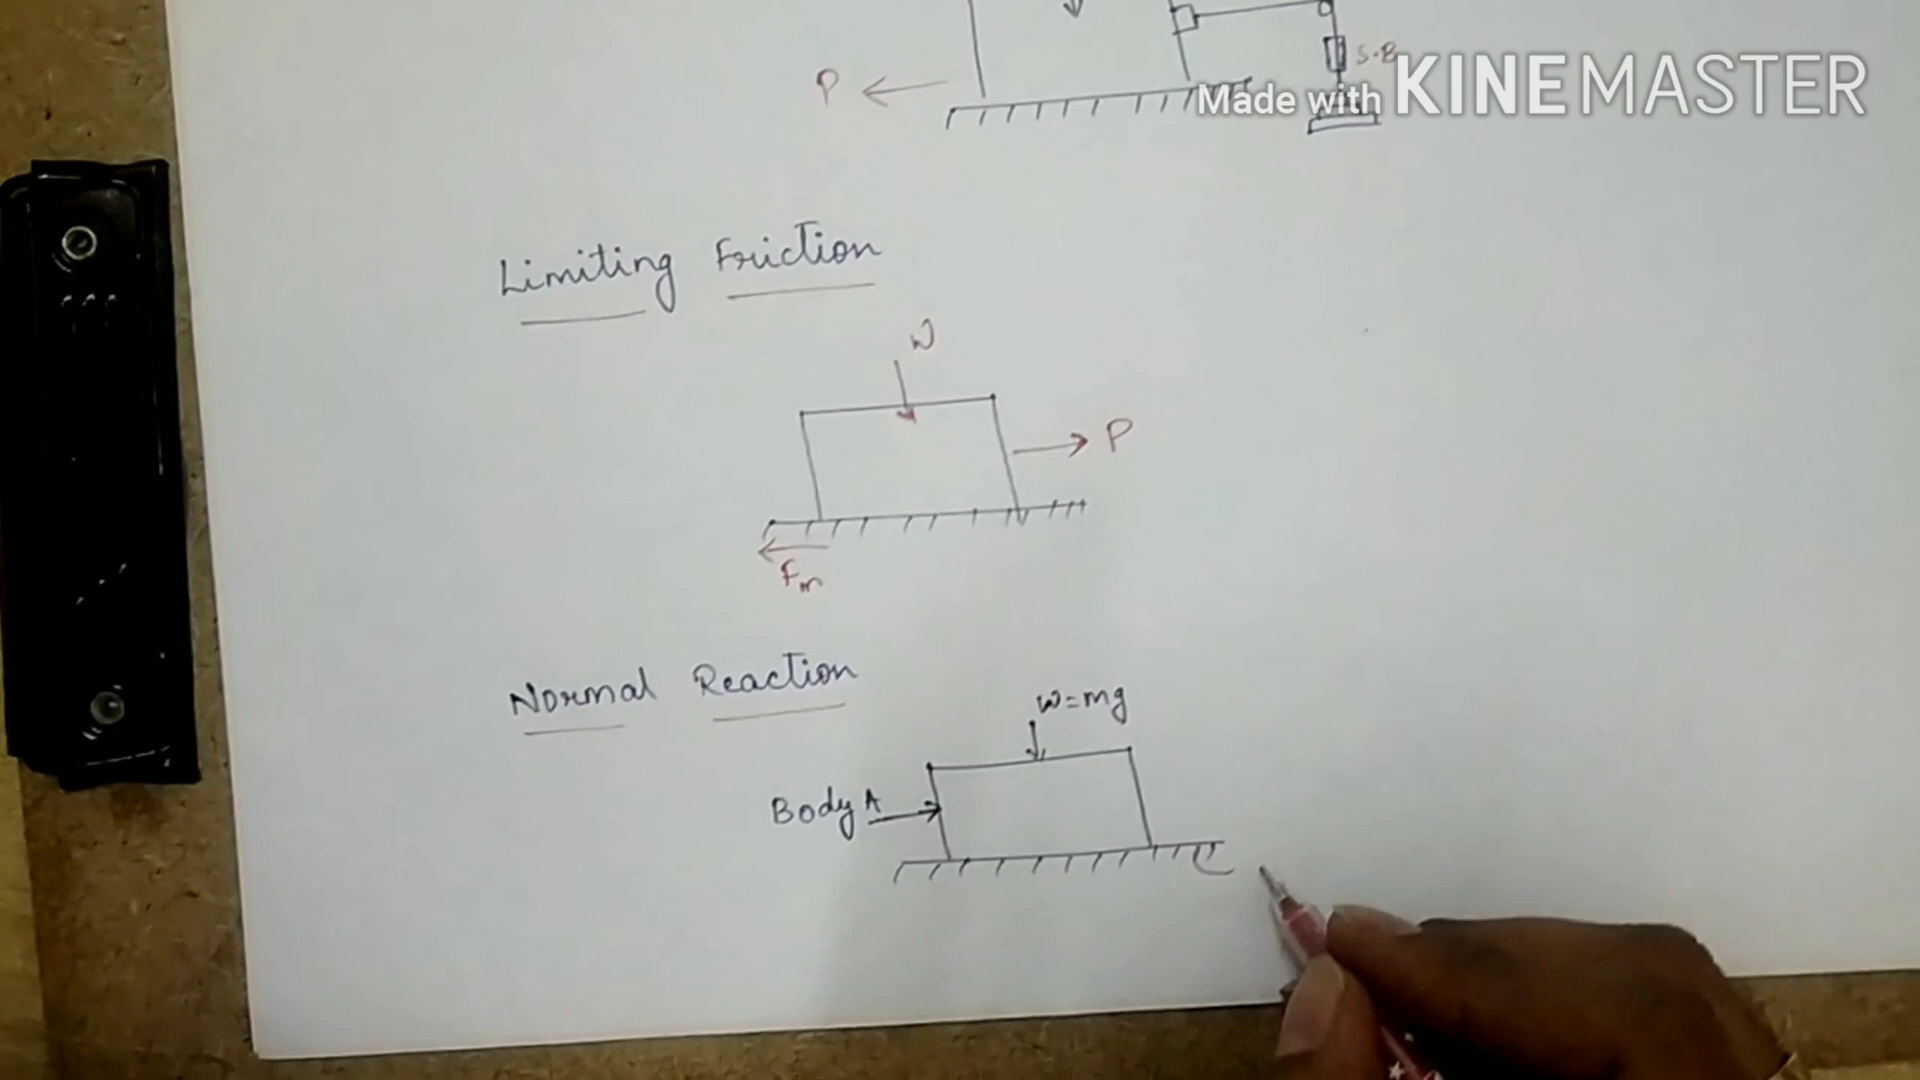 S.B
P
Made with KINEMASTER
Limiting Friction
W
P
Fm
Normal Reaction
W=mg
Body A